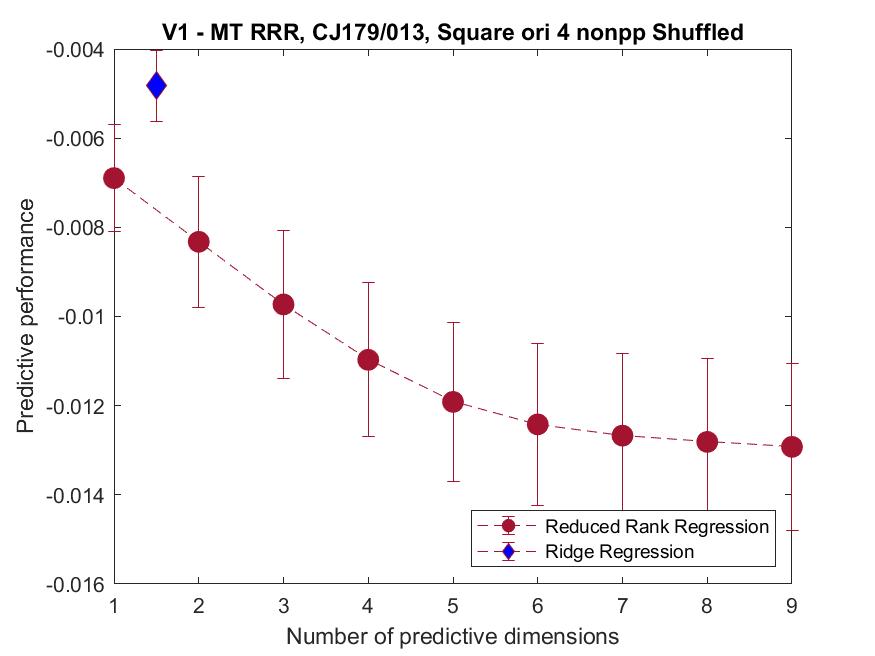 V1 - MT RRR, CJ179/013, Square ori 4 nonpp Shuffled
-0.004
-0.006
-0.008
-0.01
-0.012
-0.014
-0.016
Predictive performance
1 2 3 4 5 6 7 8 9
Number of predictive dimensions
Reduced Rank Regression
Ridge Regression